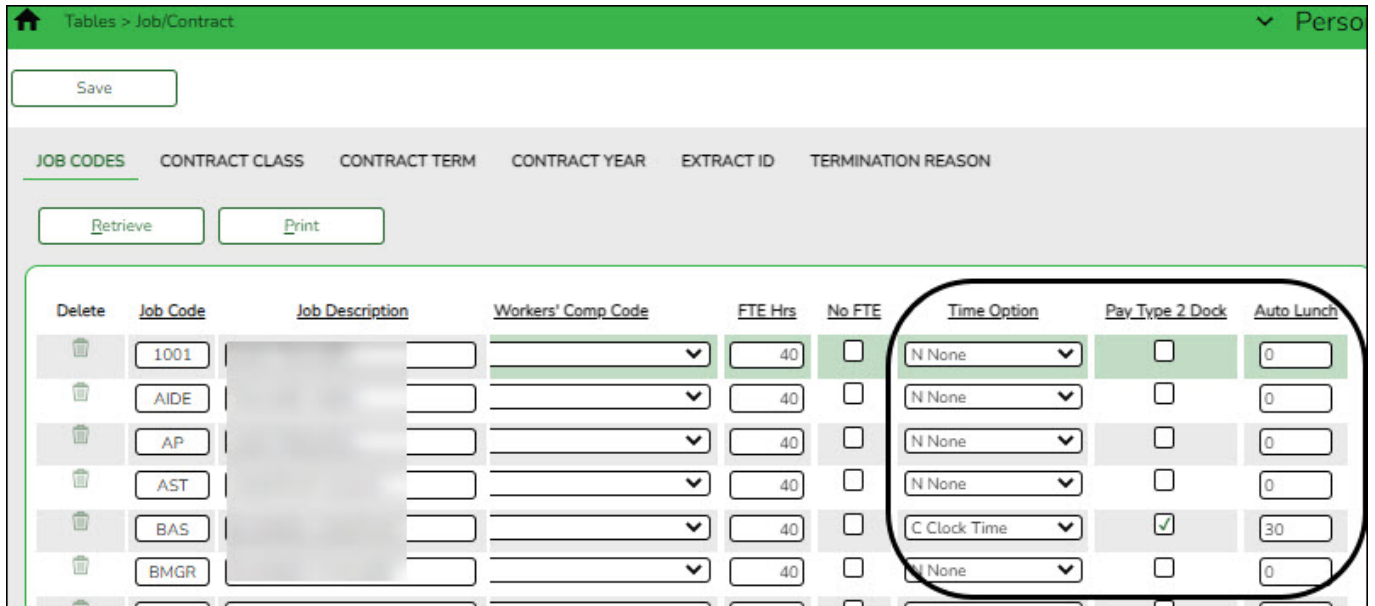 Tables > Job/Contract Perso
Save
JOB CODES CONTRACT CLASS CONTRACT TERM CONTRACT YEAR EXTRACT ID TERMINATION REASON
Retrieve Print
Delete Job Code Job Description Workers' Comp Code FTE Hrs No FTE Time Option Pay Type 2 Dock Auto Lunch
1001 40 N None 0
AIDE 40 N None 0
AP 40 N None 0
AST 40 N None 0
BAS 40 C Clock Time 30
BMGR 40 N None 0